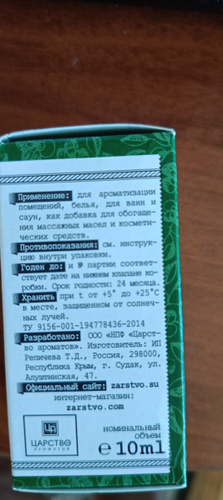 Применение: для ароматизации
помещений, белья, для ванн и
саун, как добавка для обогаще-
ния массажных масел и космети-
ческих средств.
Противопоказания: см. инструк-
цию внутри упаковки.
Годен до: и № партии соответ-
ствует дате на нижнем клапане ко-
робки. Срок годности: 24 месяца.
Хранить при t от +5° до +25°C
в месте, защищенном от солнеч-
ных лучей.
ТУ 9156-001-194778436-2014
Разработано: ООО «НПФ «Царст-
во ароматов». Изготовитель: ИП
Репичева Т.Д., Россия, 298000,
Республика Крым, г. Судак, ул.
Алуштинская, 47.
Официальный сайт: zarstvo.su
интернет-магазин:
zarstvo.com
Цр
ЦАРСТВО
АРОМАТОВ
номинальный
объем
e 10ml